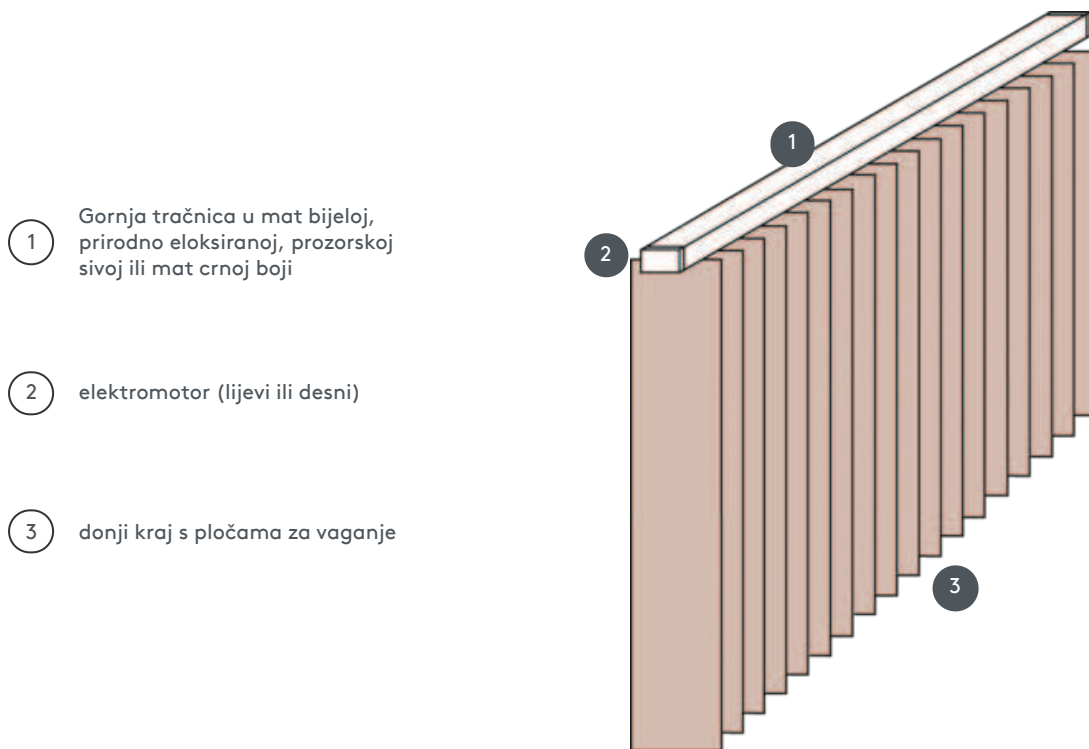 1
Gornja tračnica u mat bijeloj,
prirodno eloksiranoj, prozorskoj
sivoj ili mat crnoj boji
2
elektromotor (lijevi ili desni)
3
donji kraj s pločama za vaganje
1
2
3